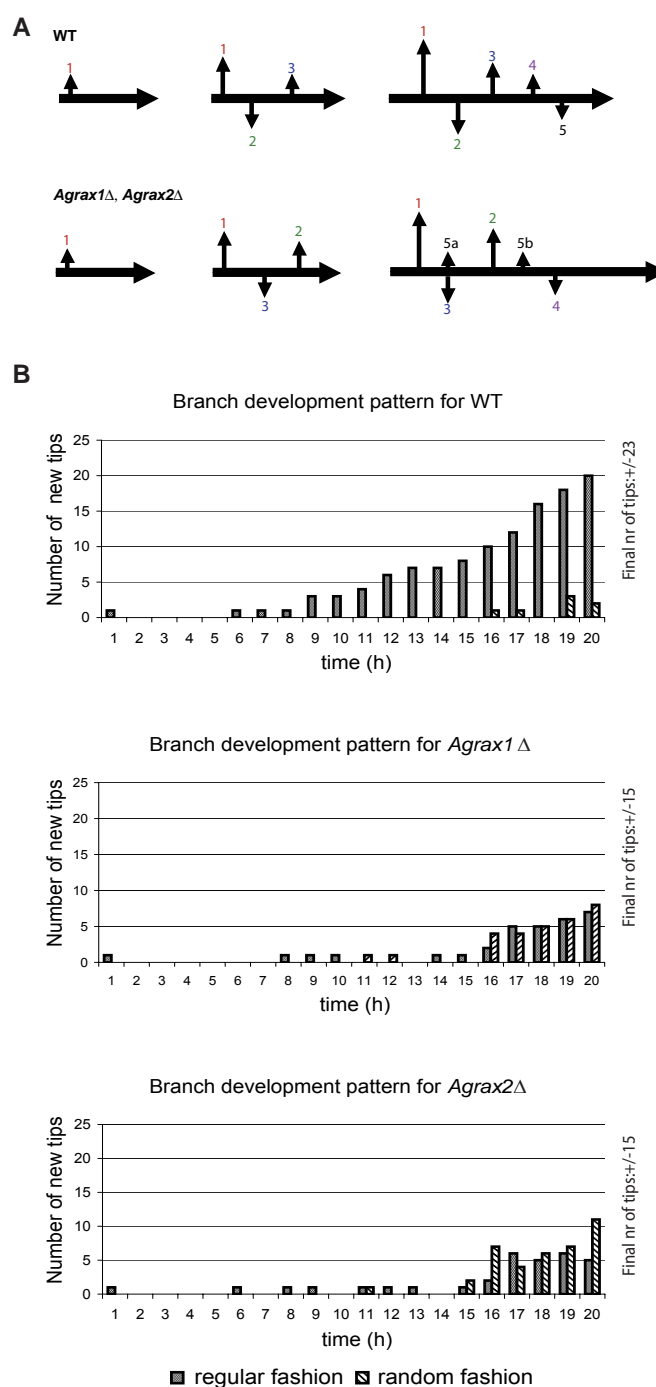 A
WT
1
1 3
2
1 3 4
2 5
Agrax1Δ, Agrax2Δ
1
1 2
3
1 5a 2 5b
3 4
B
Branch development pattern for WT
Number of new tips
25
20
15
10
5
0
1 2 3 4 5 6 7 8 9 10 11 12 13 14 15 16 17 18 19 20
time (h)
Final nr of tips:+/-23
Branch development pattern for Agrax1 Δ
Number of new tips
25
20
15
10
5
0
1 2 3 4 5 6 7 8 9 10 11 12 13 14 15 16 17 18 19 20
time (h)
Final nr of tips:+/-15
Branch development pattern for Agrax2Δ
Number of new tips
25
20
15
10
5
0
1 2 3 4 5 6 7 8 9 10 11 12 13 14 15 16 17 18 19 20
time (h)
Final nr of tips:+/-15
regular fashion random fashion